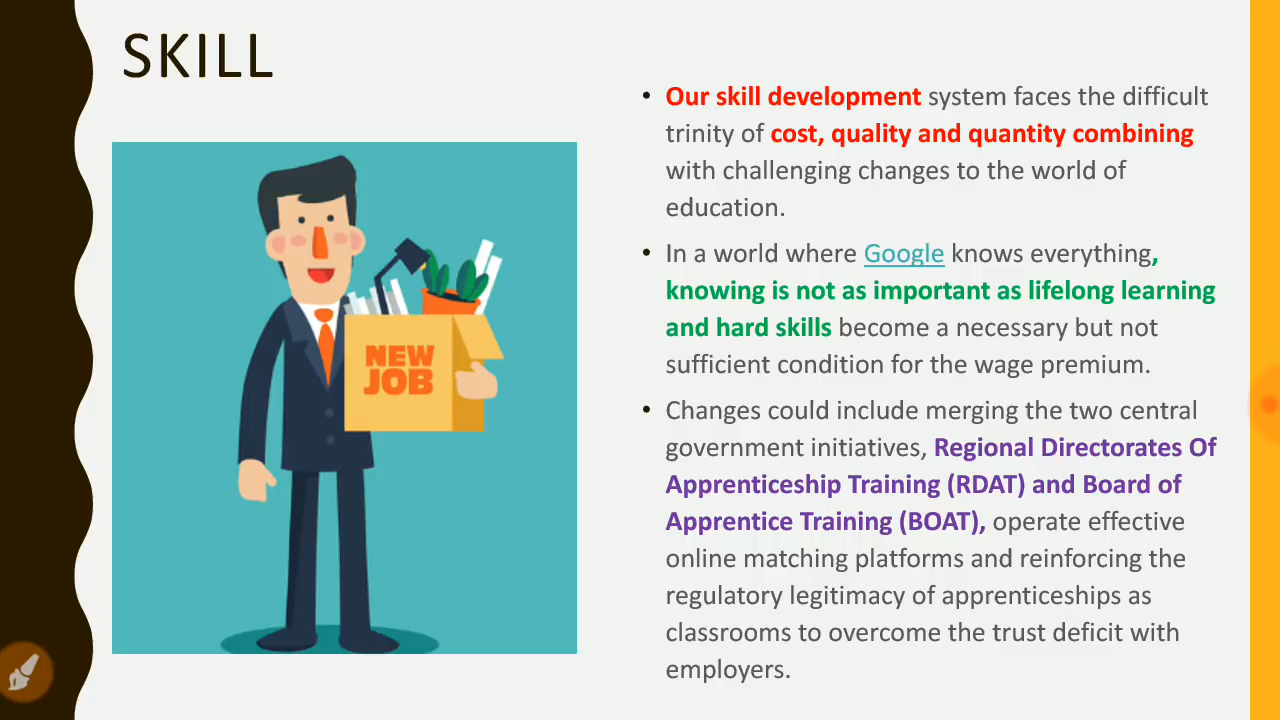 SKILL
• Our skill development system faces the difficult
trinity of cost, quality and quantity combining
with challenging changes to the world of
education.
• In a world where Google knows everything,
knowing is not as important as lifelong learning
and hard skills become a necessary but not
sufficient condition for the wage premium.
• Changes could include merging the two central
government initiatives, Regional Directorates Of
Apprenticeship Training (RDAT) and Board of
Apprentice Training (BOAT), operate effective
online matching platforms and reinforcing the
regulatory legitimacy of apprenticeships as
classrooms to overcome the trust deficit with
employers.
NEW
JOB